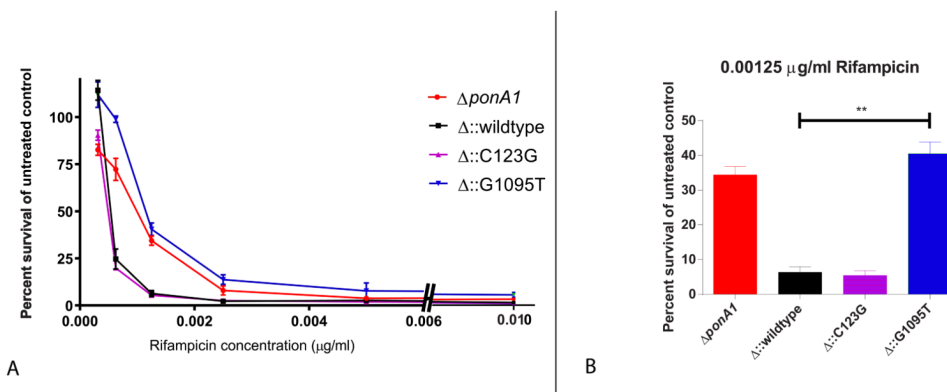 Percent survival of untreated control
100
75
50
25
0
0.000
0.002
0.004
0.006
0.010
Rifampicin concentration (μg/ml)
ΔponA1
Δ::wildtype
Δ::C123G
Δ::G1095T
A
0.00125 μg/ml Rifampicin
**
Percent survival of untreated control
50
40
30
20
10
0
ΔponA1
Δ::wildtype
Δ::C123G
Δ::G1095T
B